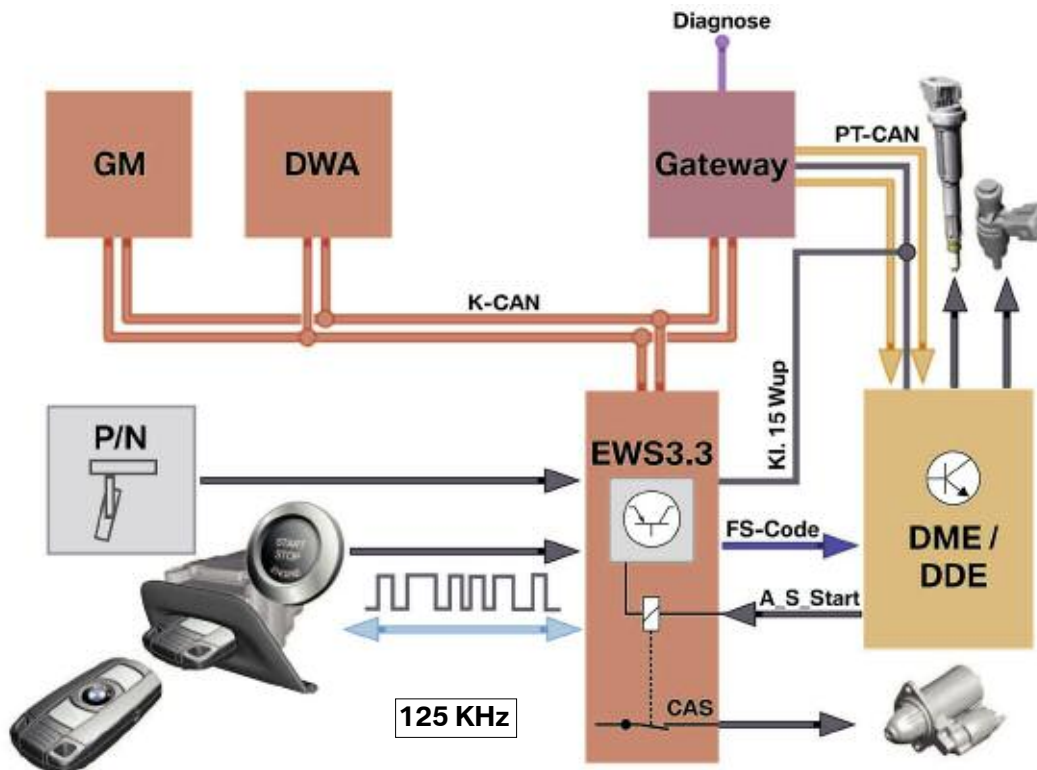 Diagnose
GM
DWA
Gateway
PT-CAN
K-CAN
P/N
EWS3.3
Kl. 15 Wup
START
STOP
ENGINE
FS-Code
DME /
DDE
A_S_Start
125 KHz
CAS